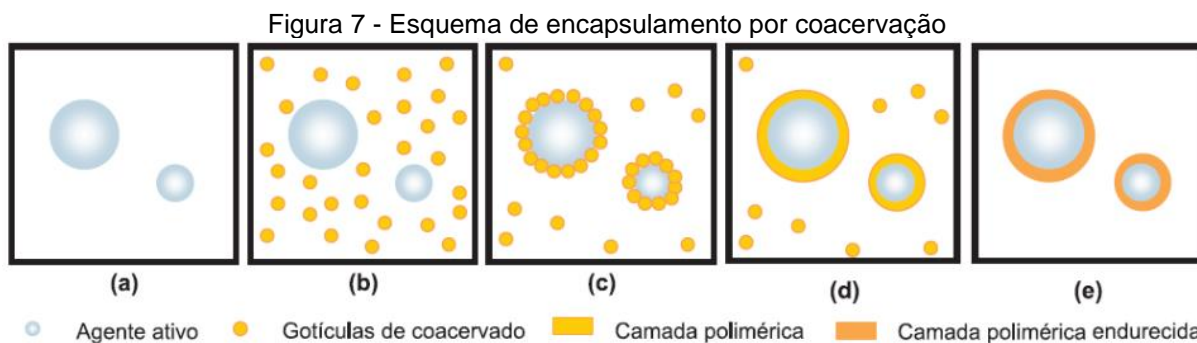 Figura 7 - Esquema de encapsulamento por coacervação
(a) (b) (c) (d) (e)
Agente ativo Gotículas de coacervado Camada polimérica Camada polimérica endurecida